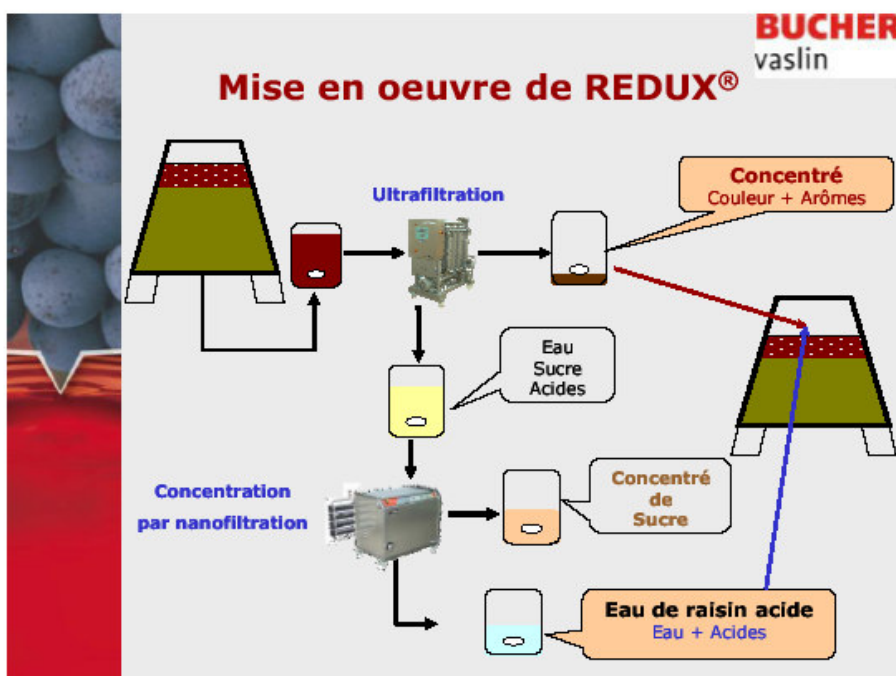 BUCHER
vaslin
Mise en oeuvre de REDUX®
Ultrafiltration
Concentré
Couleur + Arômes
Eau
Sucre
Acides
Concentration
par nanofiltration
Concentré
de
Sucre
Eau de raisin acide
Eau + Acides